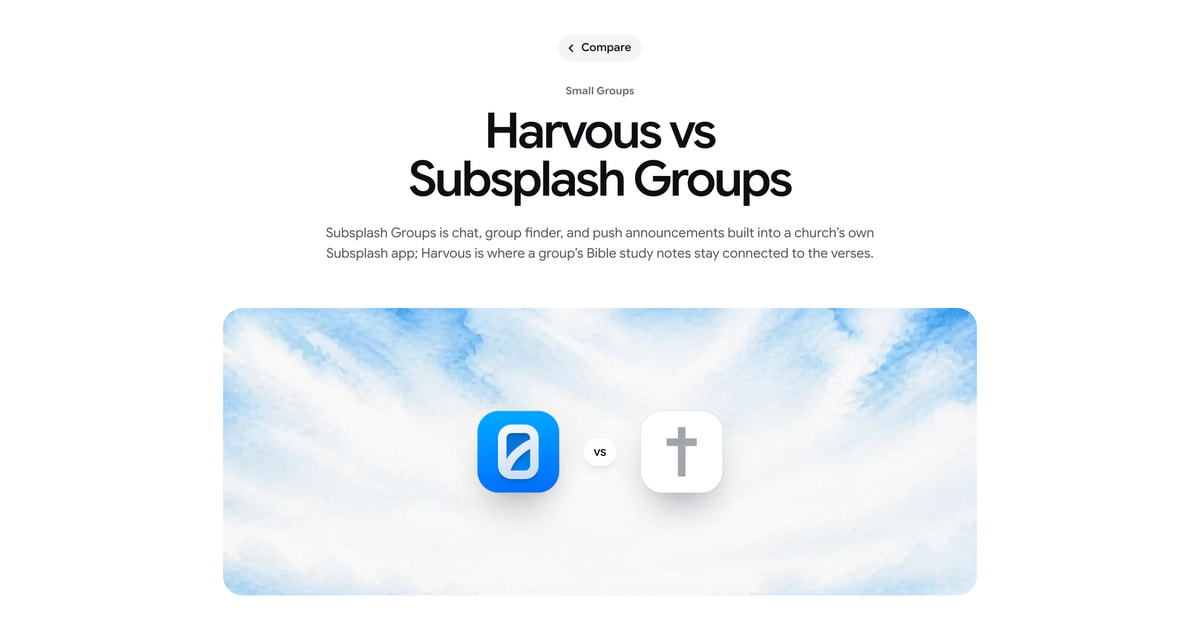 Compare
Small Groups
Harvous vs
Subsplash Groups
Subsplash Groups is chat, group finder, and push announcements built into a church’s own
Subsplash app; Harvous is where a group’s Bible study notes stay connected to the verses.
vs